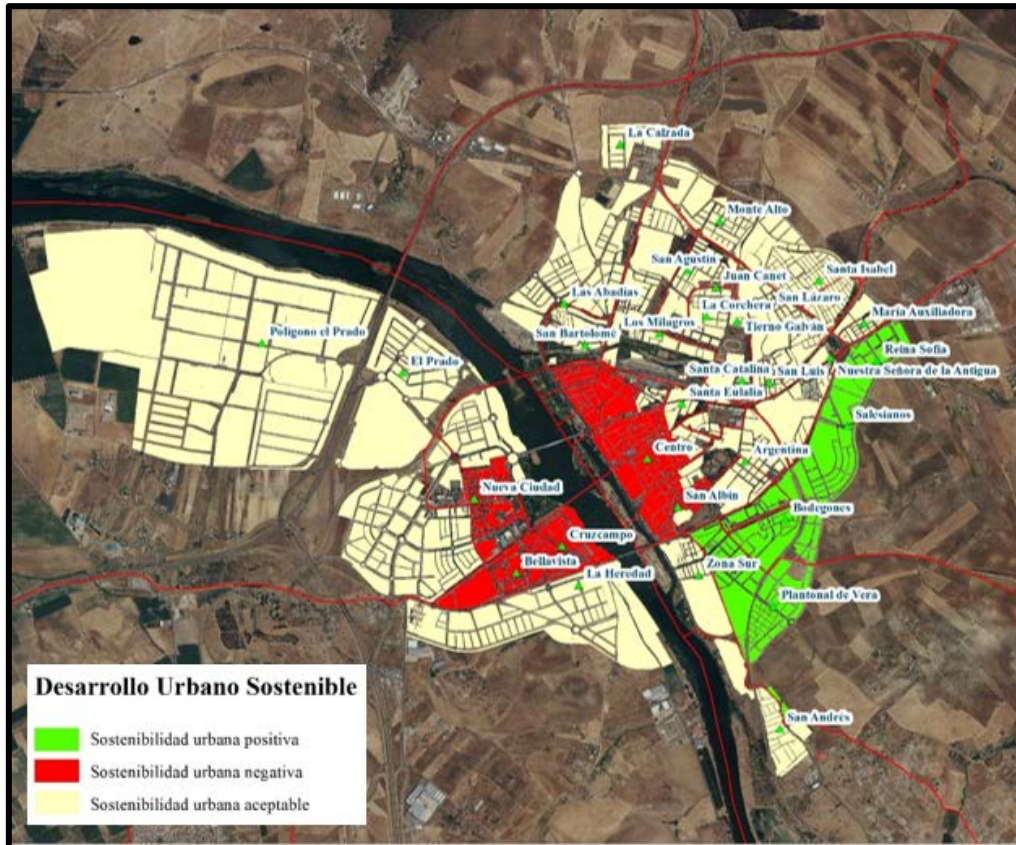 La Calzada
Monte Alto
San Agustín
Juan Canet
Santa Isabel
San Lázaro
Las Abadías
La Corchera
María Auxiliadora
Los Milagros
Tierno Galván
San Bartolomé
Polígono el Prado
El Prado
Reina Sofía
Santa Catalina
San Luis
Nuestra Señora de la Antigua
Santa Eulalia
Salesianos
Centro
Argentina
Nueva Ciudad
San Albín
Bodegones
Cruzcampo
Bellavista
La Heredad
Zona Sur
Plantonal de Vera
San Andrés
Desarrollo Urbano Sostenible
Sostenibilidad urbana positiva
Sostenibilidad urbana negativa
Sostenibilidad urbana aceptable